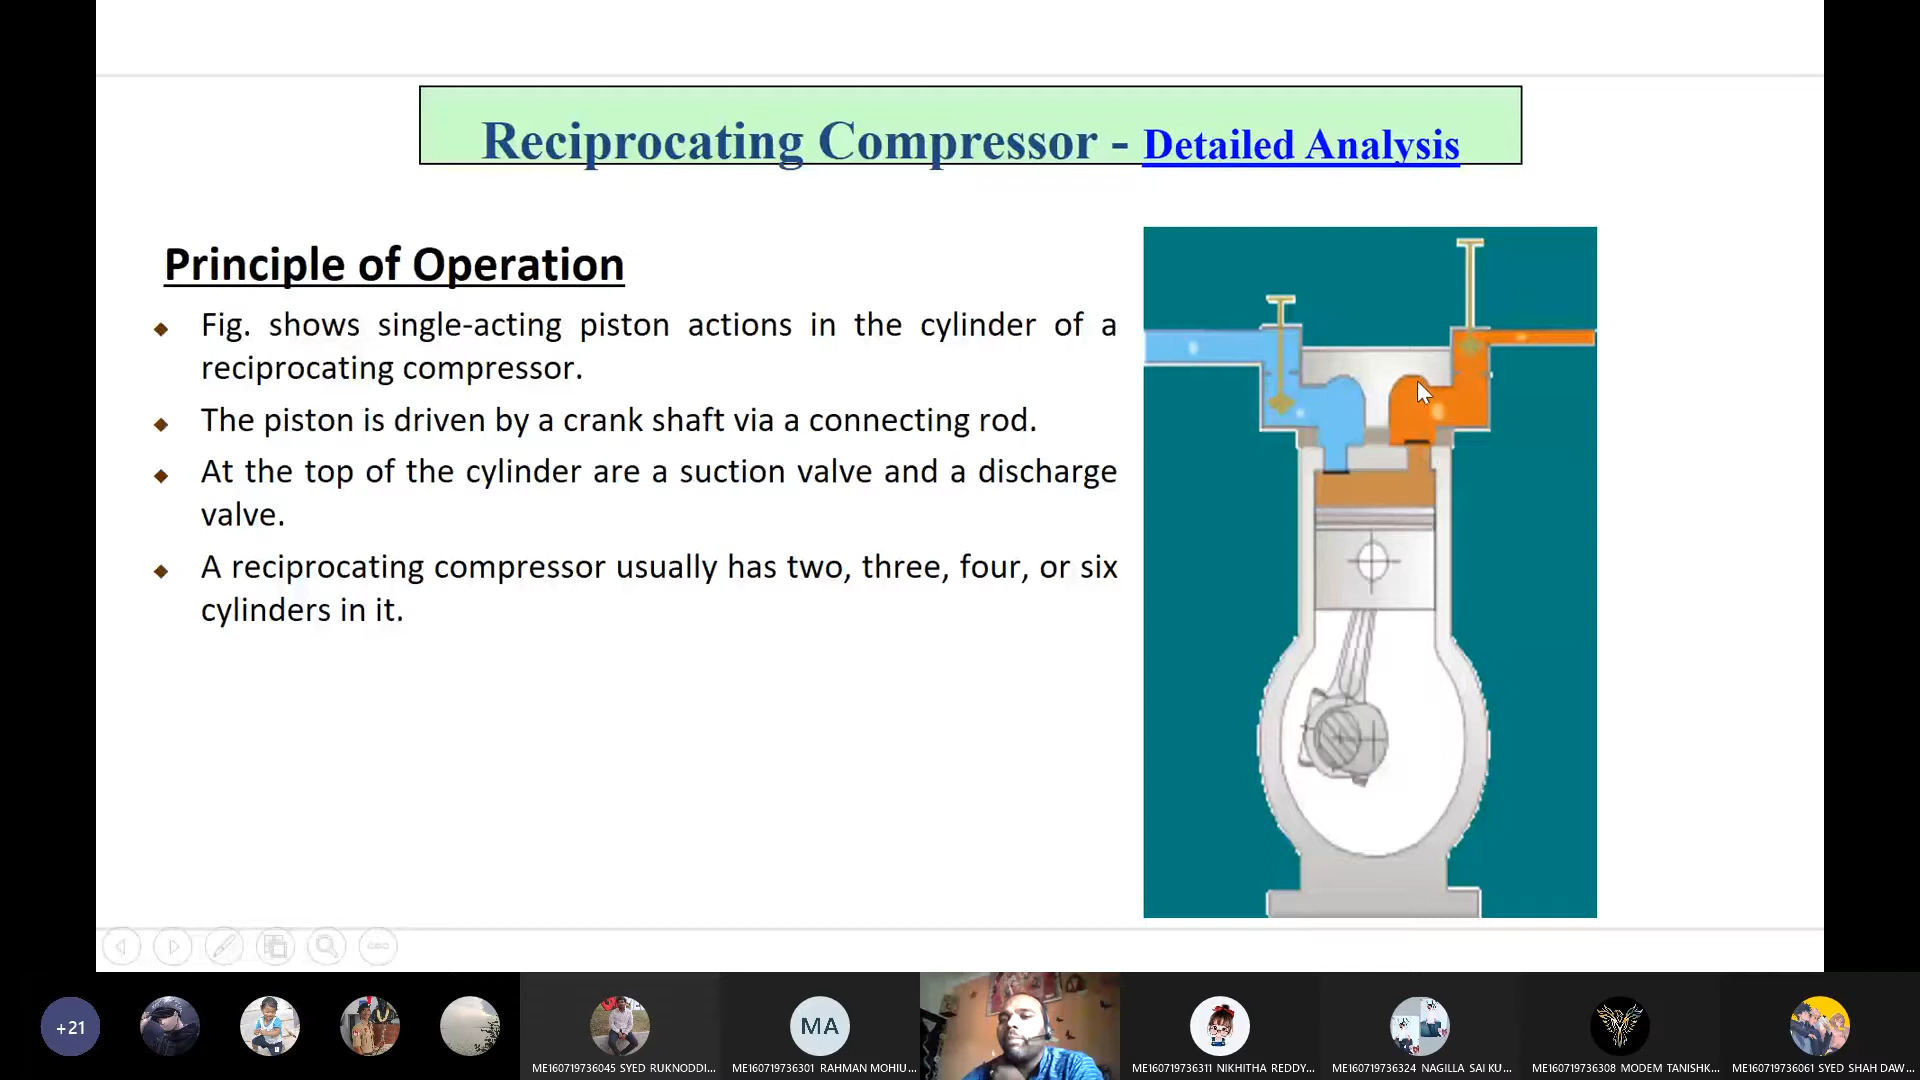 Reciprocating Compressor - Detailed Analysis
Principle of Operation
Fig. shows single-acting piston actions in the cylinder of a
reciprocating compressor.
The piston is driven by a crank shaft via a connecting rod.
At the top of the cylinder are a suction valve and a discharge
valve.
A reciprocating compressor usually has two, three, four, or six
cylinders in it.
+21
MA
ME160719736045 SYED RUKNODDI...
ME160719736301 RAHMAN MOHIU...
ME160719736311 NIKHITHA REDDY...
ME160719736324 NAGILLA SAI KU...
ME160719736308 MODEM TANISHK...
ME160719736061 SYED SHAH DAW...